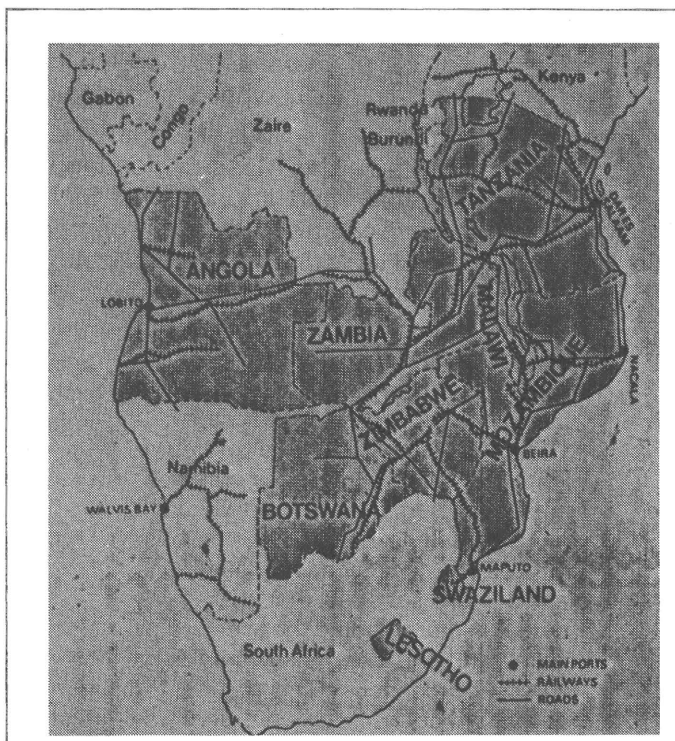 Gabon
Congo
Zaire
Rwanda
Burundi
Kenya
TANZANIA
DAR ES
SALAAM
ANGOLA
LOBITO
ZAMBIA
MALAWI
MOZAMBIQUE
NACALA
ZIMBABWE
BEIRA
Namibia
WALVIS BAY
BOTSWANA
MAPUTO
SWAZILAND
South Africa
LESOTHO
MAIN PORTS
RAILWAYS
ROADS